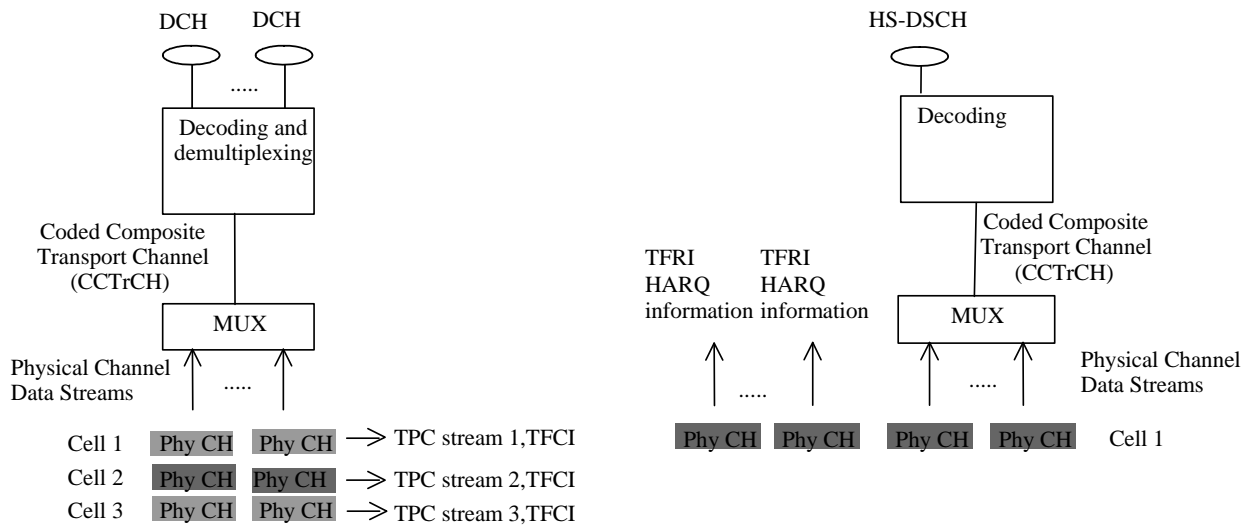 DCH DCH
.....
Decoding and
demultiplexing
Coded Composite
Transport Channel
(CCTrCH)
MUX
Physical Channel
Data Streams
.....
Cell 1 Phy CH Phy CH TPC stream 1,TFCI
Cell 2 Phy CH Phy CH TPC stream 2,TFCI
Cell 3 Phy CH Phy CH TPC stream 3,TFCI
HS-DSCH
Decoding
Coded Composite
Transport Channel
(CCTrCH)
TFRI
HARQ
information
TFRI
HARQ
information
MUX
Physical Channel
Data Streams
.....
.....
Phy CH Phy CH Phy CH Phy CH Cell 1